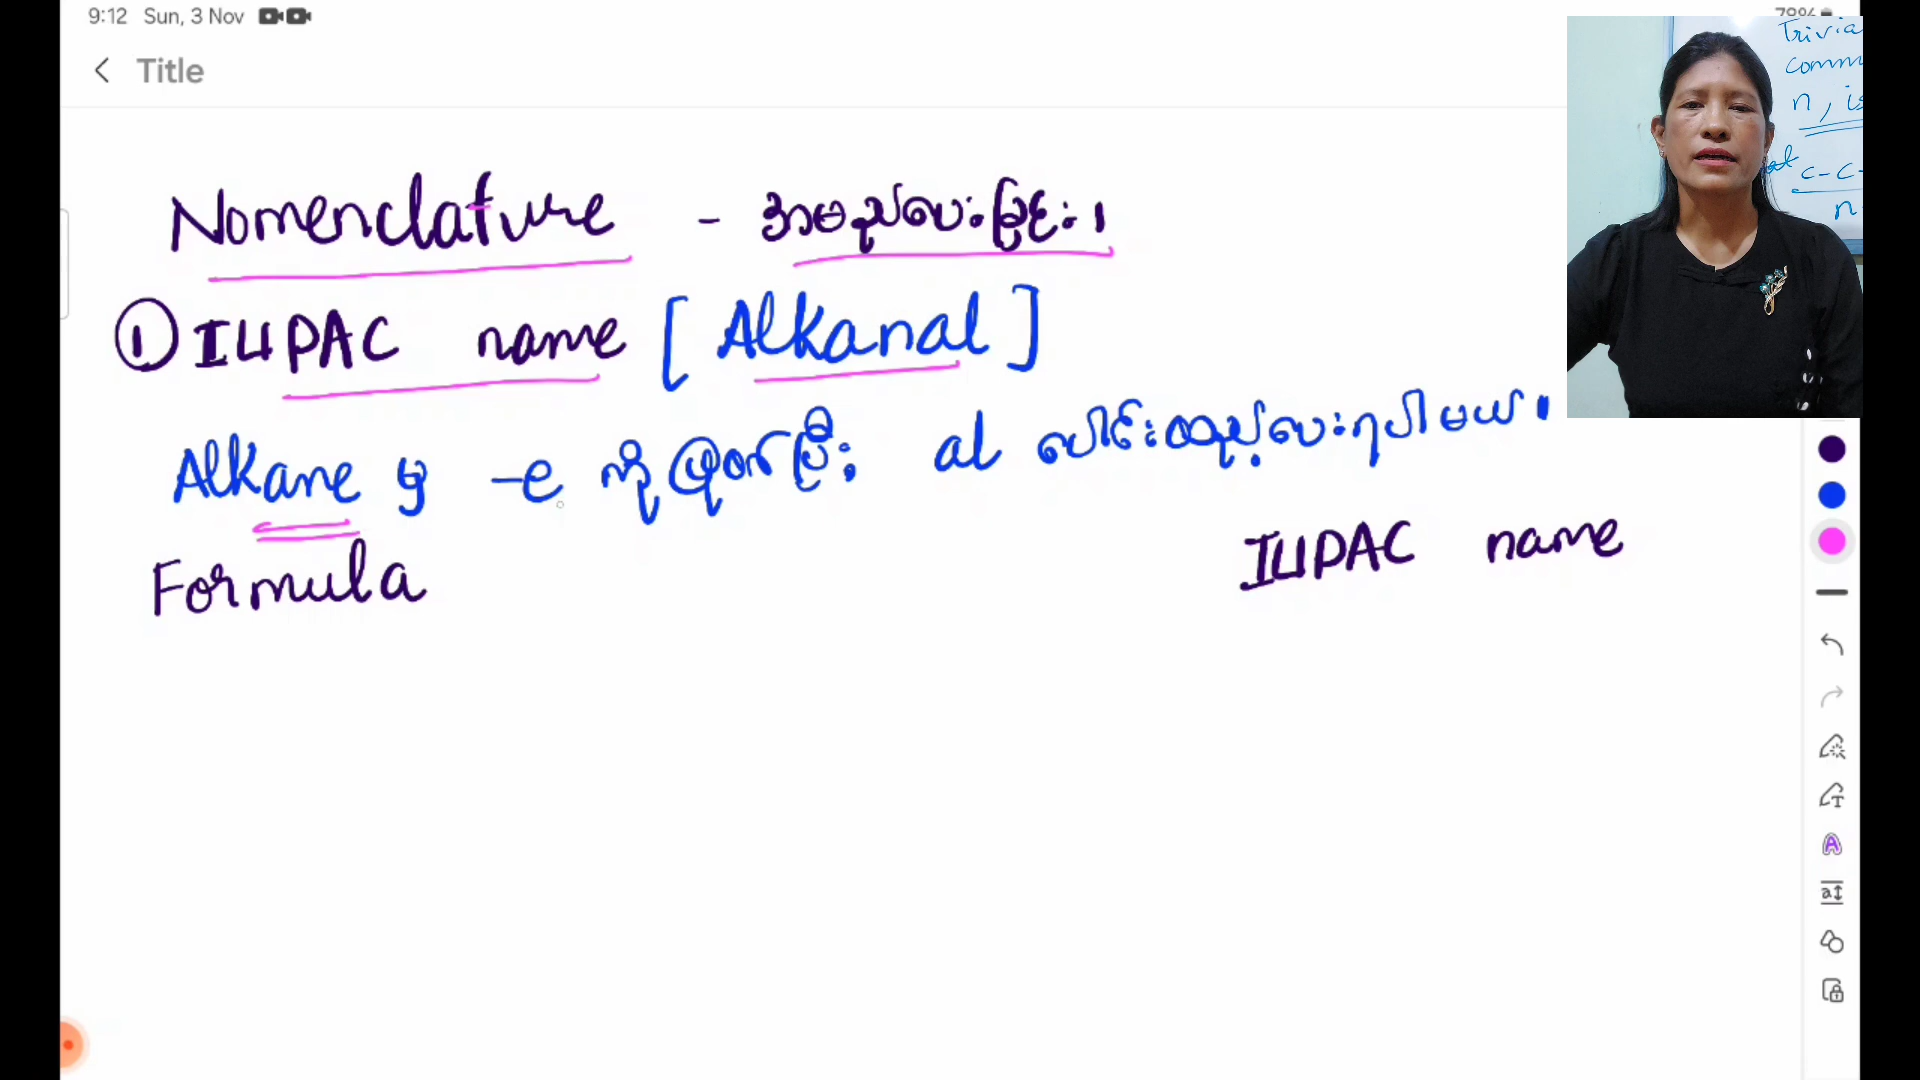 9:12 Sun, 3 Nov
79%
Title
Nomenclature - အမည်ပေးခြင်း၊
① IUPAC name [Alkanal]
Alkane မှ -e ကိုဖြုတ်ပြီး al ပေါင်းထည့်ပေးရပါမယ်။
Formula IUPAC name
n,
c-c-
n
A